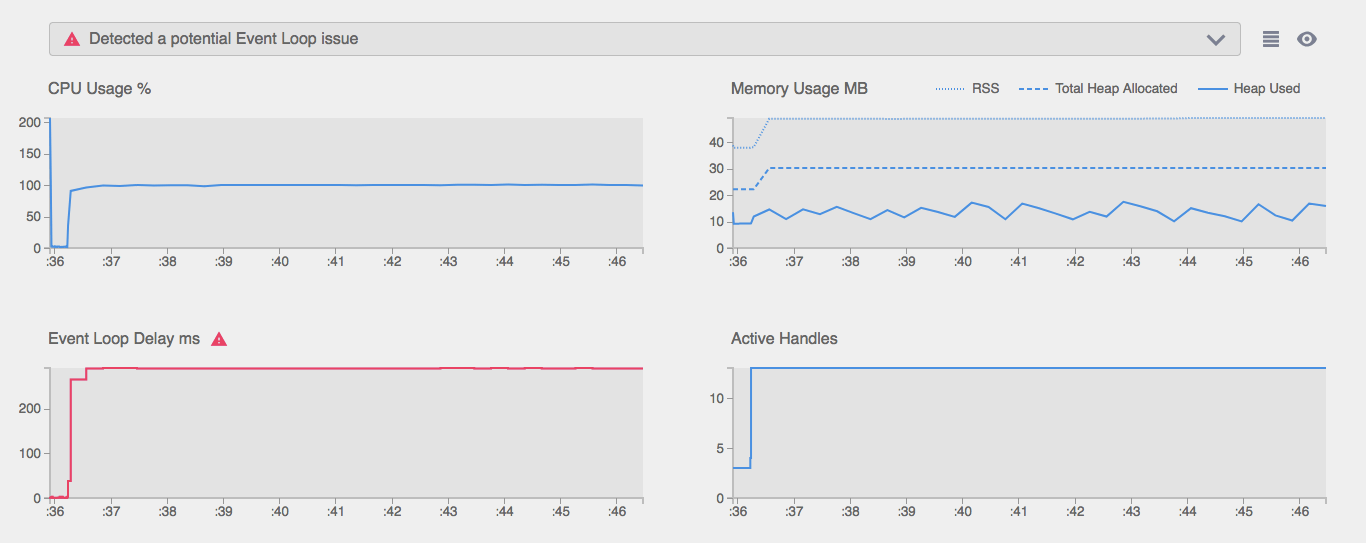 Detected a potential Event Loop issue
CPU Usage %
200
150
100
50
0
:36 :37 :38 :39 :40 :41 :42 :43 :44 :45 :46
Memory Usage MB RSS Total Heap Allocated Heap Used
40
30
20
10
0
:36 :37 :38 :39 :40 :41 :42 :43 :44 :45 :46
Event Loop Delay ms
200
100
0
:36 :37 :38 :39 :40 :41 :42 :43 :44 :45 :46
Active Handles
10
5
0
:36 :37 :38 :39 :40 :41 :42 :43 :44 :45 :46